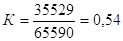 K = 35529/65590 = 0,54